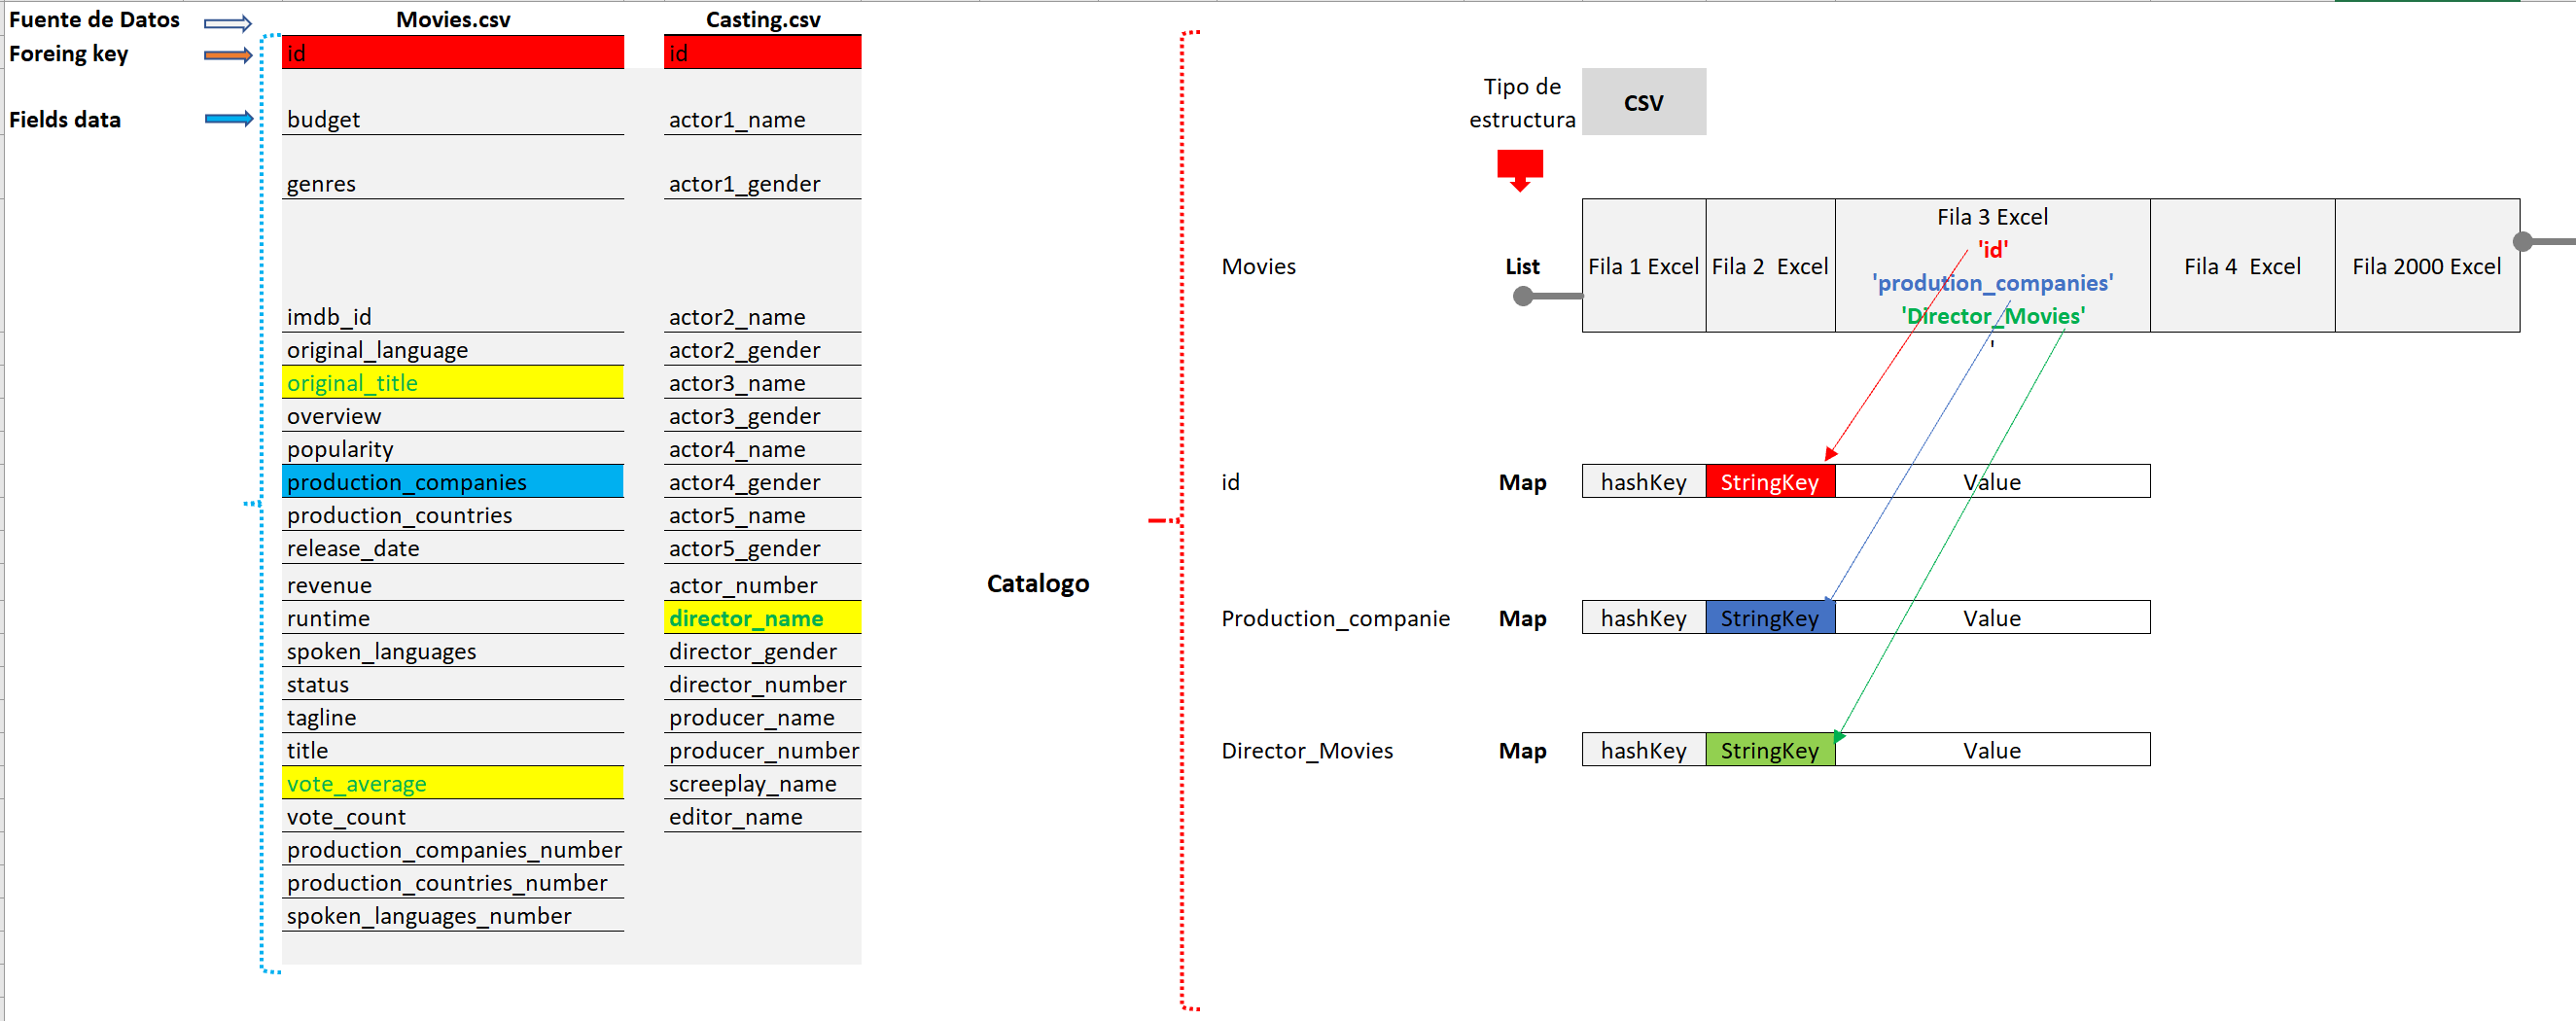 Fuente de Datos
Foreing key
Fields data
Movies.csv
id
budget
genres
imdb_id
original_language
original_title
overview
popularity
production_companies
production_countries
release_date
revenue
runtime
spoken_languages
status
tagline
title
vote_average
vote_count
production_companies_number
production_countries_number
spoken_languages_number
Casting.csv
id
actor1_name
actor1_gender
actor2_name
actor2_gender
actor3_name
actor3_gender
actor4_name
actor4_gender
actor5_name
actor5_gender
actor_number
director_name
director_gender
director_number
producer_name
producer_number
screeplay_name
editor_name
Catalogo
Tipo de
estructura
CSV
Movies
List
Fila 1 Excel
Fila 2 Excel
Fila 3 Excel
'id'
'prodution_companies'
'Director_Movies'
'
Fila 4 Excel
Fila 2000 Excel
id
Map
hashKey
StringKey
Value
Production_companie
Map
hashKey
StringKey
Value
Director_Movies
Map
hashKey
StringKey
Value